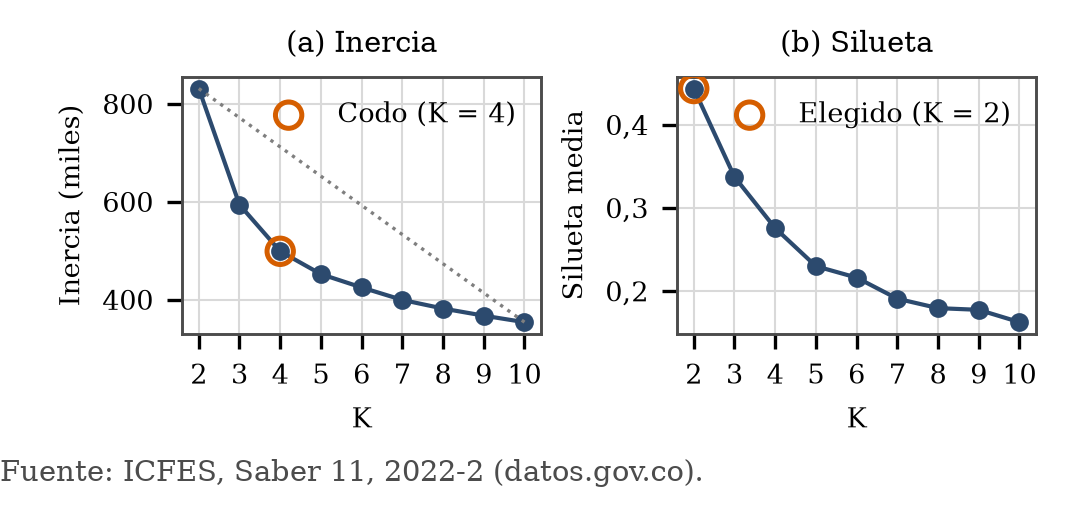 (a) Inercia
Inercia (miles)
800
600
400
Codo (K = 4)
2 3 4 5 6 7 8 9 10
K
(b) Silueta
Silueta media
0,4
0,3
0,2
Elegido (K = 2)
2 3 4 5 6 7 8 9 10
K
Fuente: ICFES, Saber 11, 2022-2 (datos.gov.co).